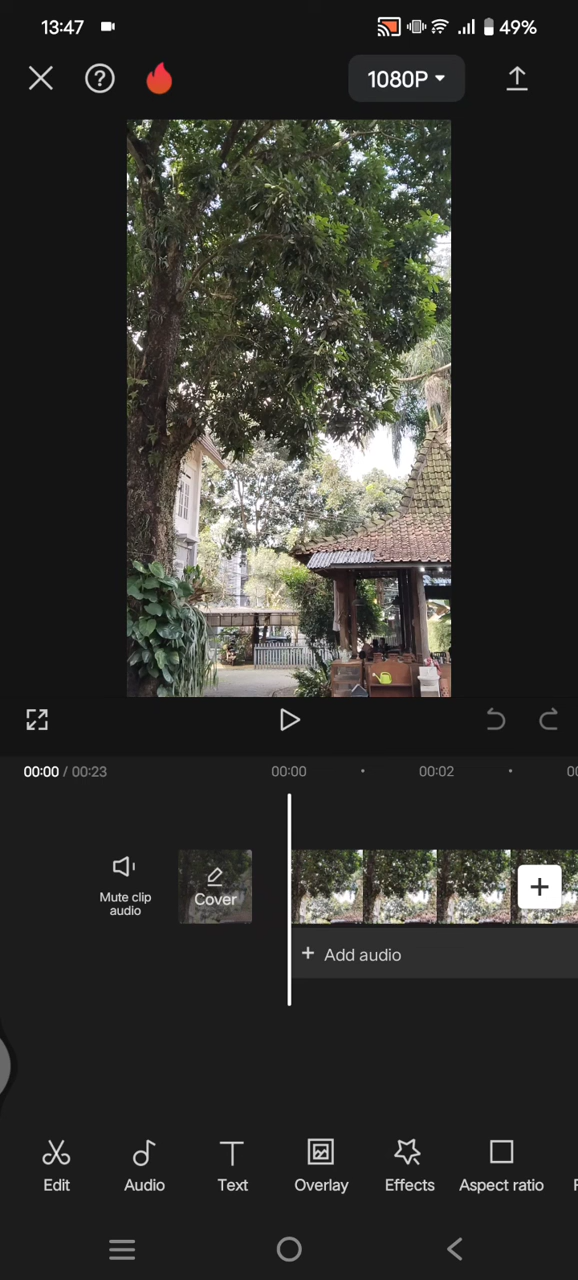 13:47 49%
1080P
00:00 / 00:23 00:00 00:02
Mute clip
audio
Cover
+ Add audio
Edit Audio Text Overlay Effects Aspect ratio